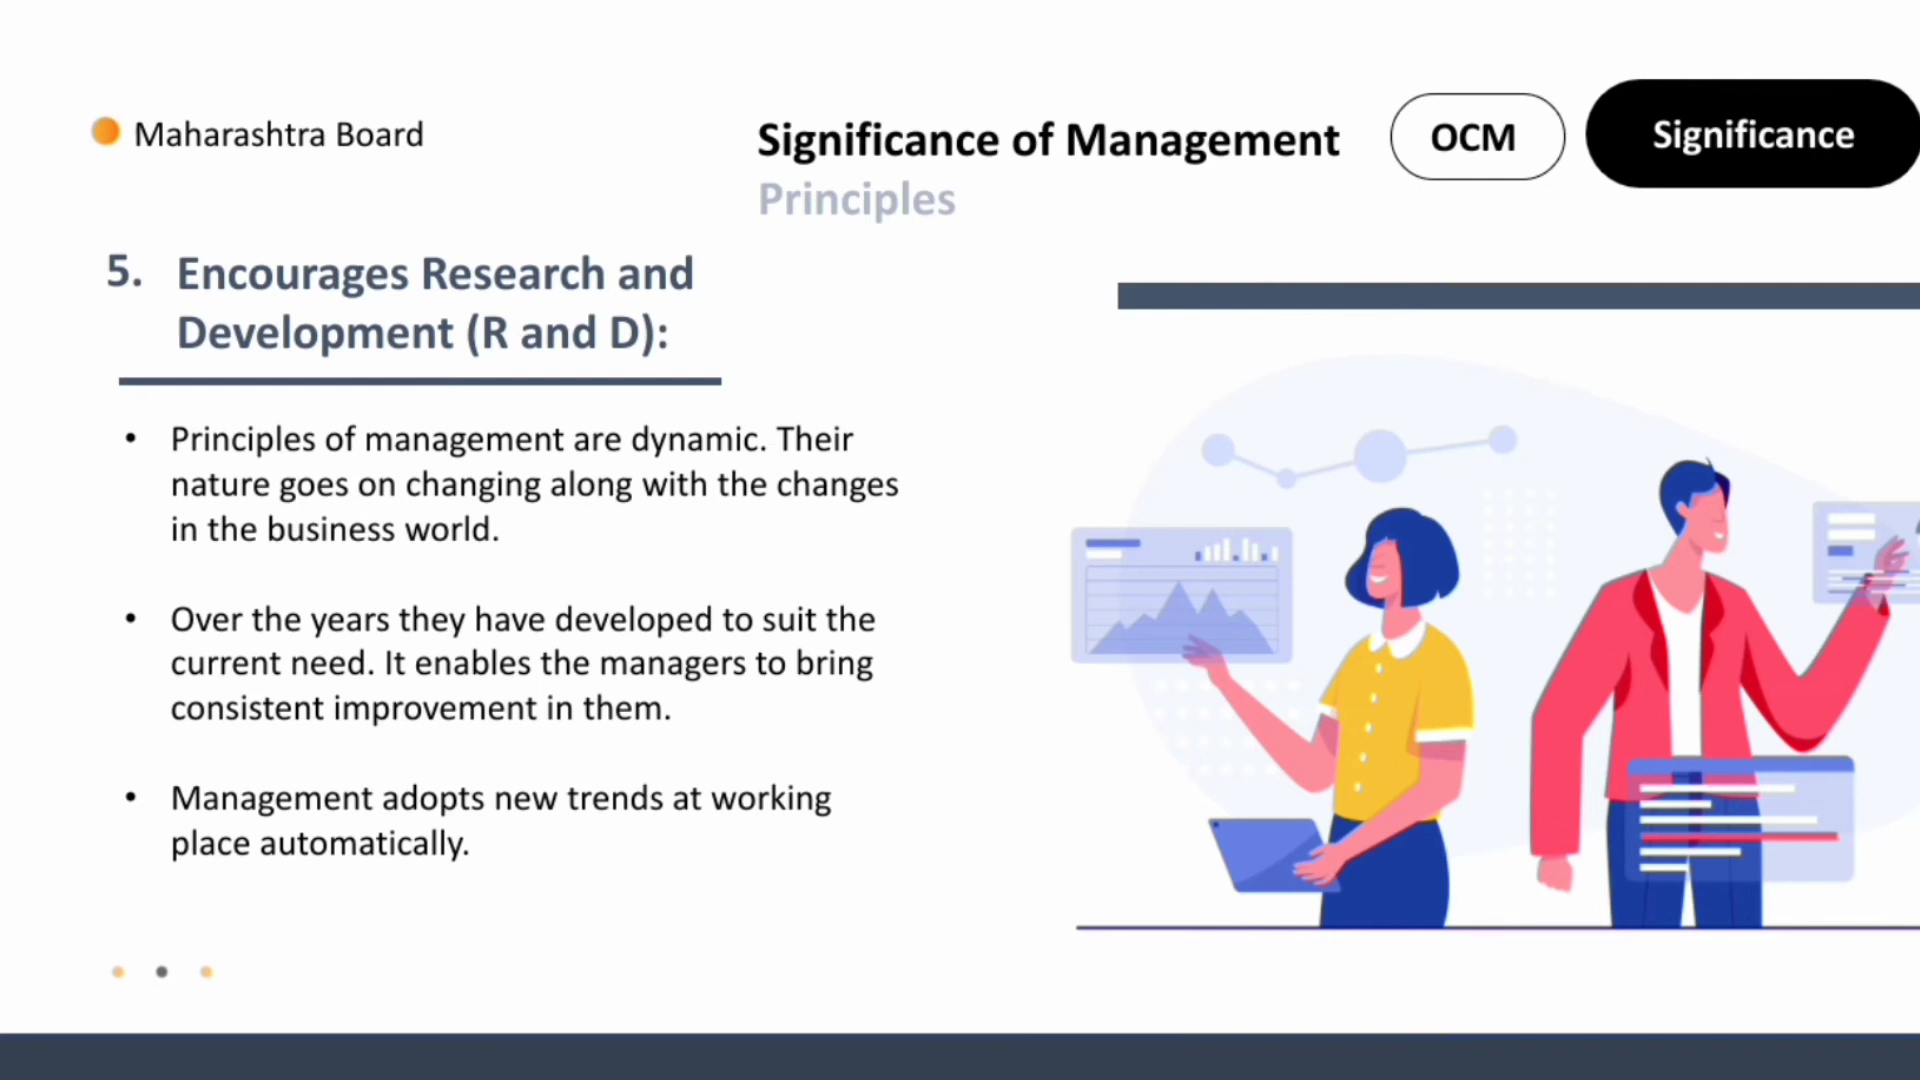 Maharashtra Board
Significance of Management
Principles
OCM
Significance
5. Encourages Research and
Development (R and D):
• Principles of management are dynamic. Their
nature goes on changing along with the changes
in the business world.
• Over the years they have developed to suit the
current need. It enables the managers to bring
consistent improvement in them.
• Management adopts new trends at working
place automatically.